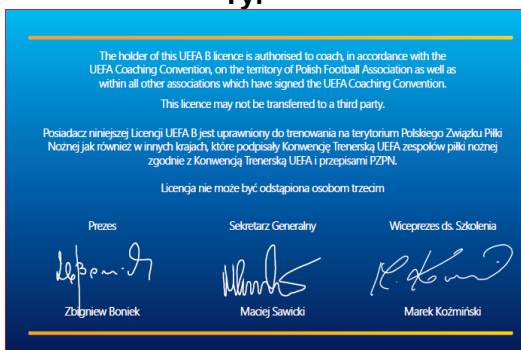 The holder of this UEFA B licence is authorised to coach, in accordance with the
UEFA Coaching Convention, on the territory of Polish Football Association as well as
within all other associations which have signed the UEFA Coaching Convention.
This licence may not be transferred to a third party.
Posiadacz niniejszej Licencji UEFA B jest uprawniony do trenowania na terytorium Polskiego Związku Piłki
Nożnej jak również w innych krajach, które podpisały Konwencję Trenerską UEFA zespołów piłki nożnej
zgodnie z Konwencją Trenerską UEFA i przepisami PZPN.
Licencja nie może być odstąpiona osobom trzecim
Prezes Sekretarz Generalny Wiceprezes ds. Szkolenia
Zbigniew Boniek Maciej Sawicki Marek Koźmiński